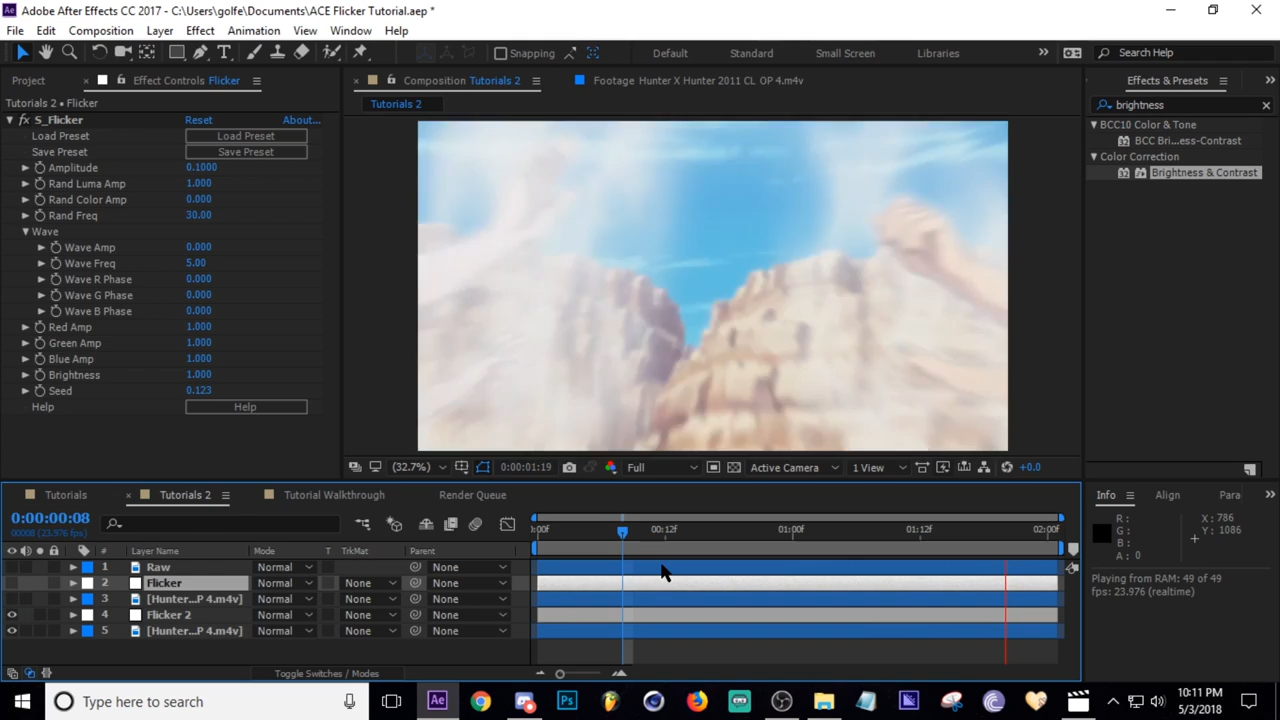 Adobe After Effects CC 2017 - C:\Users\golfe\Documents\ACE Flicker Tutorial.aep *
File Edit Composition Layer Effect Animation View Window Help
Snapping Default Standard Small Screen Libraries Search Help
Project Effect Controls Flicker Composition Tutorials 2 Footage Hunter X Hunter 2011 CL OP 4.m4v Effects & Presets
Tutorials 2 • Flicker Tutorials 2 brightness
S_Flicker Reset About...
BCC10 Color & Tone
Load Preset Load Preset
BCC Bri...ess-Contrast
Save Preset Save Preset
Color Correction
Amplitude 0.1000
Brightness & Contrast
Rand Luma Amp 1.000
Rand Color Amp 0.000
Rand Freq 30.00
Wave
Wave Amp 0.000
Wave Freq 5.00
Wave R Phase 0.000
Wave G Phase 0.000
Wave B Phase 0.000
Red Amp 1.000
Green Amp 1.000
Blue Amp 1.000
Brightness 1.000
Seed 0.123
Help Help
(32.7%) 0:00:01:19 Full Active Camera 1 View +0.0
Tutorials Tutorials 2 Tutorial Walkthrough Render Queue Info Align Para
0:00:00:08
00008 (23.976 fps)
:00f 00:12f 01:00f 01:12f 02:00f
R: X: 786
G: Y: 1086
B:
A: 0
# Layer Name Mode T TrkMat Parent
1 Raw Normal None
2 Flicker Normal None None
Playing from RAM: 49 of 49
fps: 23.976 (realtime)
3 [Hunter...P 4.m4v] Normal None None
4 Flicker 2 Normal None None
5 [Hunter...P 4.m4v] Normal None None
Toggle Switches / Modes
Type here to search
10:11 PM
5/3/2018